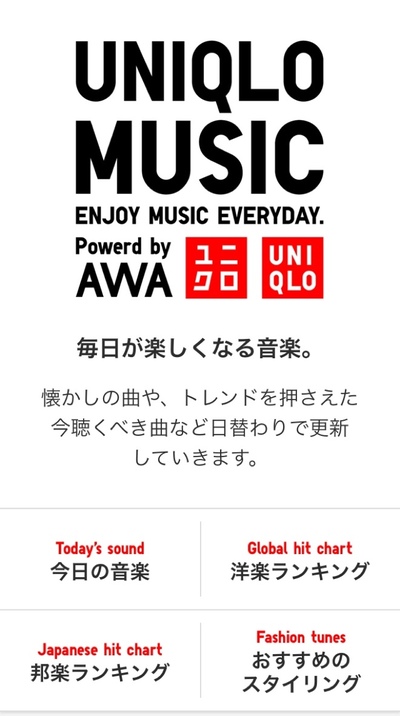 UNIQLO
MUSIC
ENJOY MUSIC EVERYDAY.
Powerd by
AWA
ユニ
クロ
UNI
QLO
毎日が楽しくなる音楽。
懐かしの曲や、トレンドを押さえた
今聴くべき曲など日替わりで更新
していきます。
Today's sound
今日の音楽
Global hit chart
洋楽ランキング
Japanese hit chart
邦楽ランキング
Fashion tunes
おすすめの
スタイリング